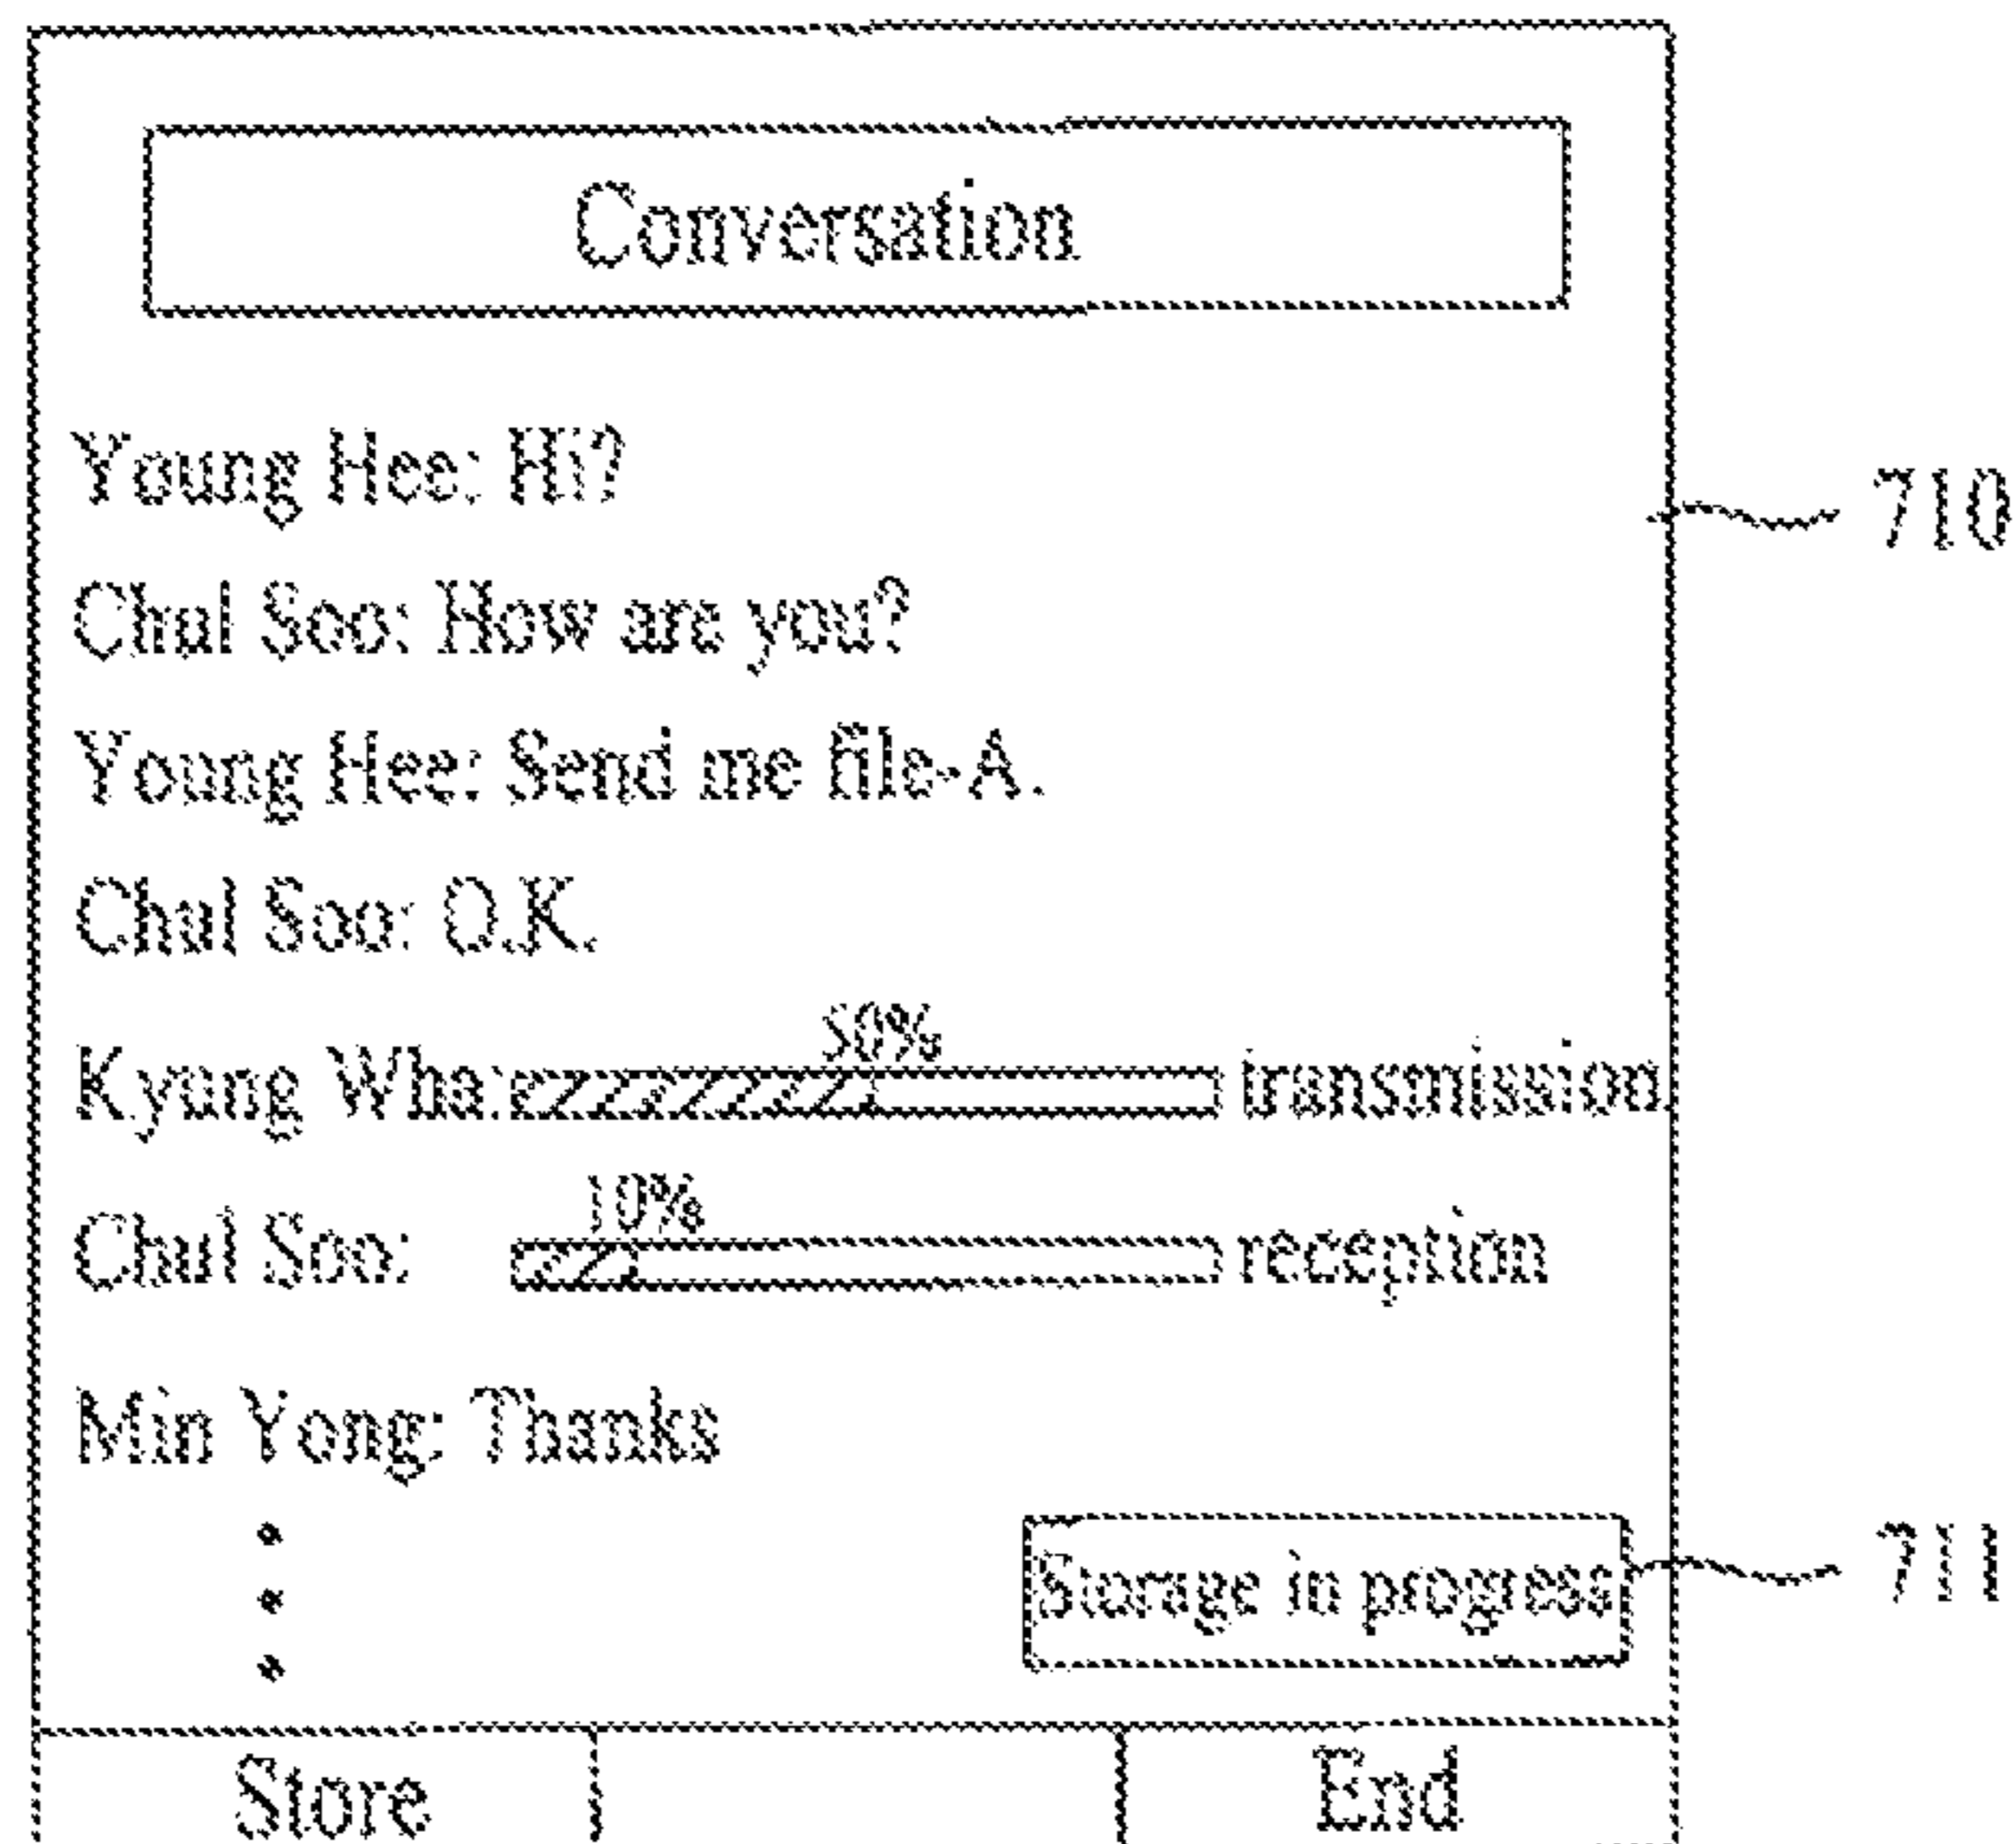 Conversation
Young Hee: Hi?
710
Chul Soo: How are you?
Young Hee: Send me file-A.
Chul Soo: O.K.
50%
Kyung Wha: transmission
10%
Chul Soo: reception
Min Yong: Thanks
Storage in progress
711
Store End